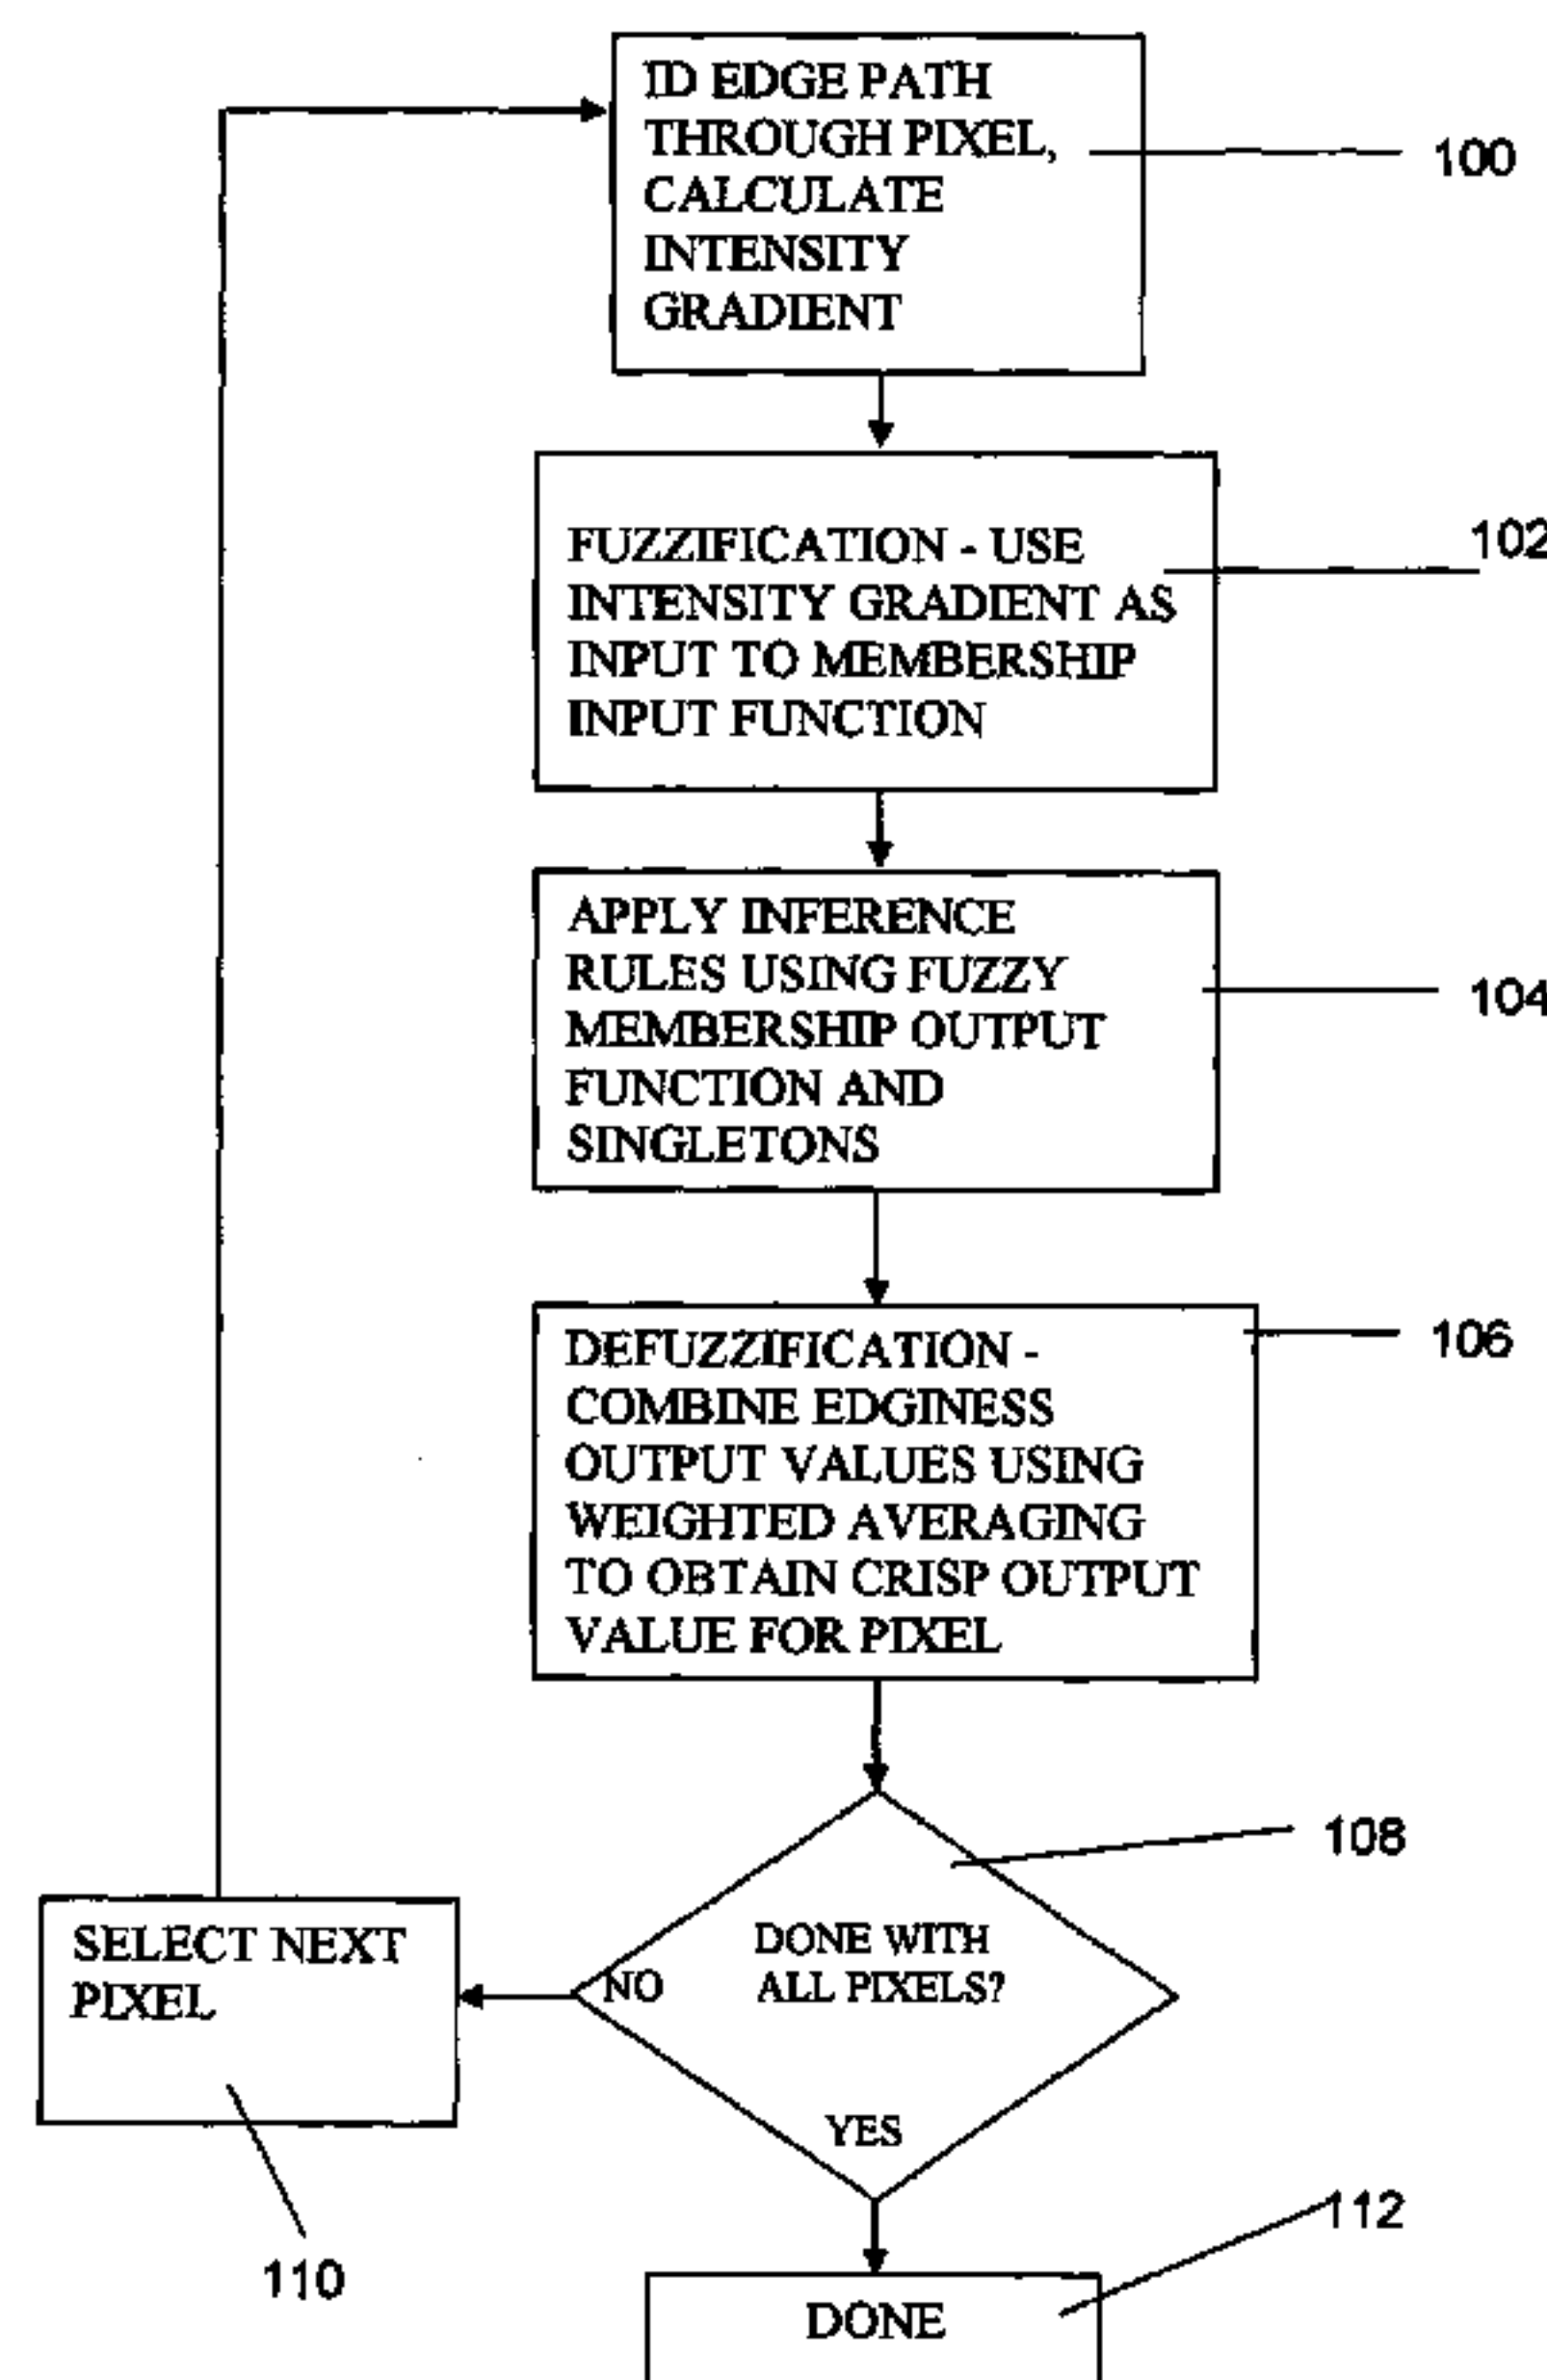 ID EDGE PATH
THROUGH PIXEL,
CALCULATE
INTENSITY
GRADIENT
100
FUZZIFICATION - USE
INTENSITY GRADIENT AS
INPUT TO MEMBERSHIP
INPUT FUNCTION
102
APPLY INFERENCE
RULES USING FUZZY
MEMBERSHIP OUTPUT
FUNCTION AND
SINGLETONS
104
DEFUZZIFICATION -
COMBINE EDGINESS
OUTPUT VALUES USING
WEIGHTED AVERAGING
TO OBTAIN CRISP OUTPUT
VALUE FOR PIXEL
106
108
DONE WITH
ALL PIXELS?
NO
YES
SELECT NEXT
PIXEL
110
112
DONE